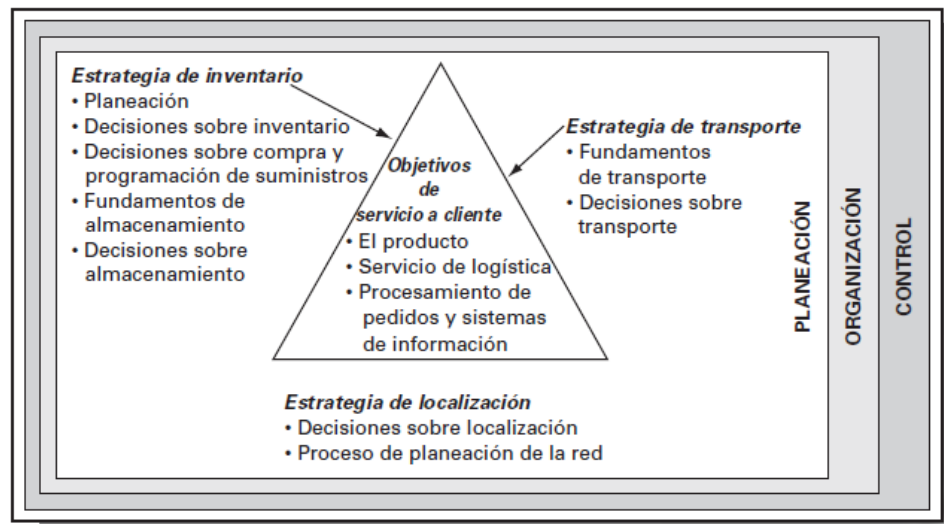 Estrategia de inventario
• Planeación
• Decisiones sobre inventario
• Decisiones sobre compra y
programación de suministros
• Fundamentos de
almacenamiento
• Decisiones sobre
almacenamiento
Objetivos
de
servicio a cliente
• El producto
• Servicio de logística
• Procesamiento de
pedidos y sistemas
de información
Estrategia de transporte
• Fundamentos
de transporte
• Decisiones sobre
transporte
Estrategia de localización
• Decisiones sobre localización
• Proceso de planeación de la red
PLANEACIÓN
ORGANIZACIÓN
CONTROL